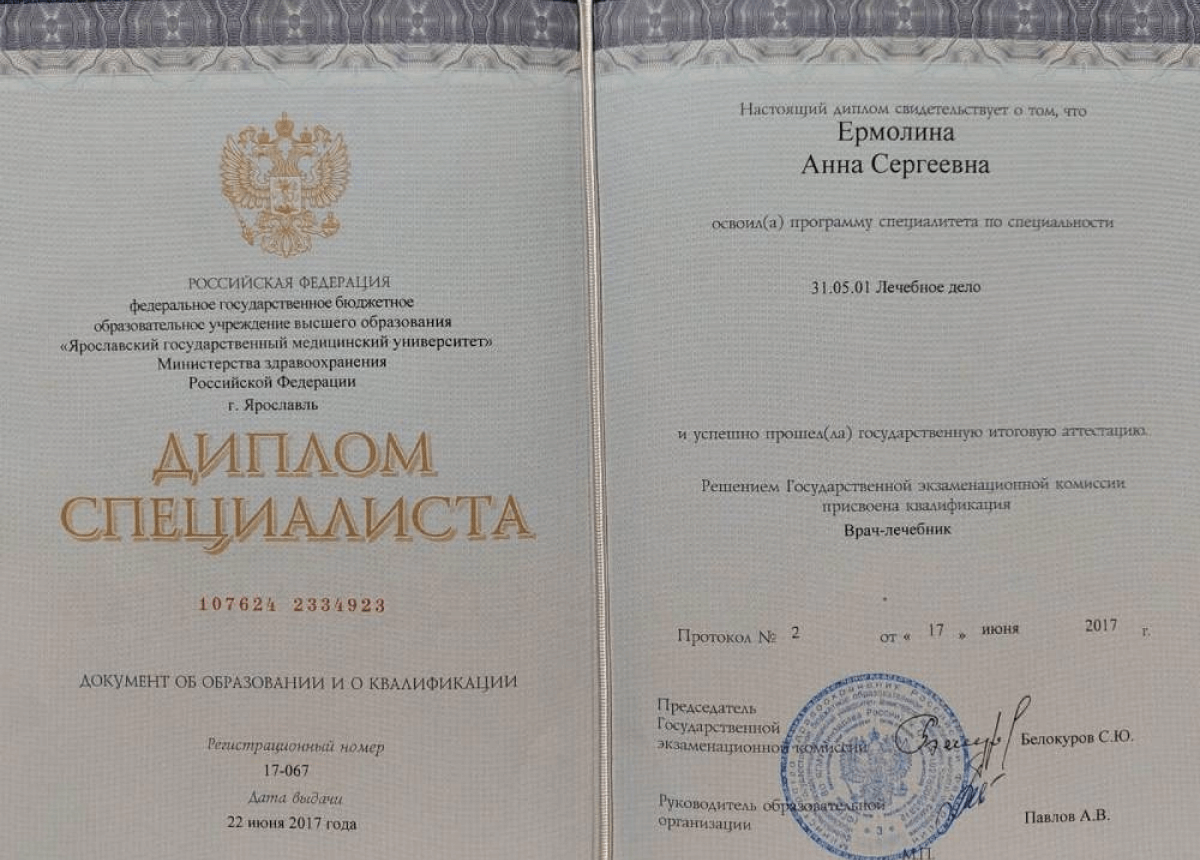 РОССИЙСКАЯ ФЕДЕРАЦИЯ
федеральное государственное бюджетное
образовательное учреждение высшего образования
«Ярославский государственный медицинский университет»
Министерства здравоохранения
Российской Федерации
г. Ярославль
ДИПЛОМ
СПЕЦИАЛИСТА
107624 2334923
ДОКУМЕНТ ОБ ОБРАЗОВАНИИ И О КВАЛИФИКАЦИИ
Регистрационный номер
17-067
Дата выдачи
22 июня 2017 года
Настоящий диплом свидетельствует о том, что
Ермолина
Анна Сергеевна
освоил(а) программу специалитета по специальности
31.05.01 Лечебное дело
и успешно прошел(ла) государственную итоговую аттестацию.
Решением Государственной экзаменационной комиссии
присвоена квалификация
Врач-лечебник
Протокол № 2 от « 17 » июня 2017 г.
Председатель
Государственной
экзаменационной комиссии
Белокуров С.Ю.
Руководитель образовательной
организации
Павлов А.В.
М.П.